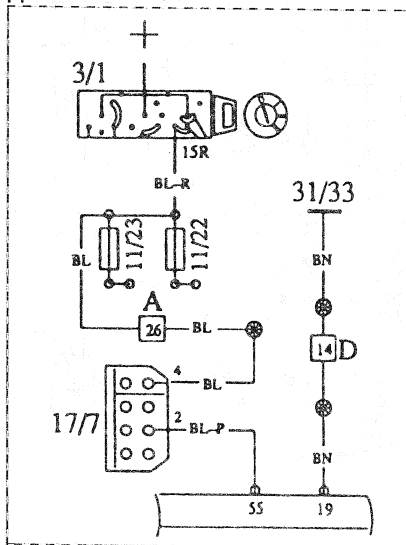 3/1
15R
BL-R
31/33
BL
11/23
11/22
BN
A
26
BL
14
D
4
BL
17/7
2
BL-P
BN
55
19